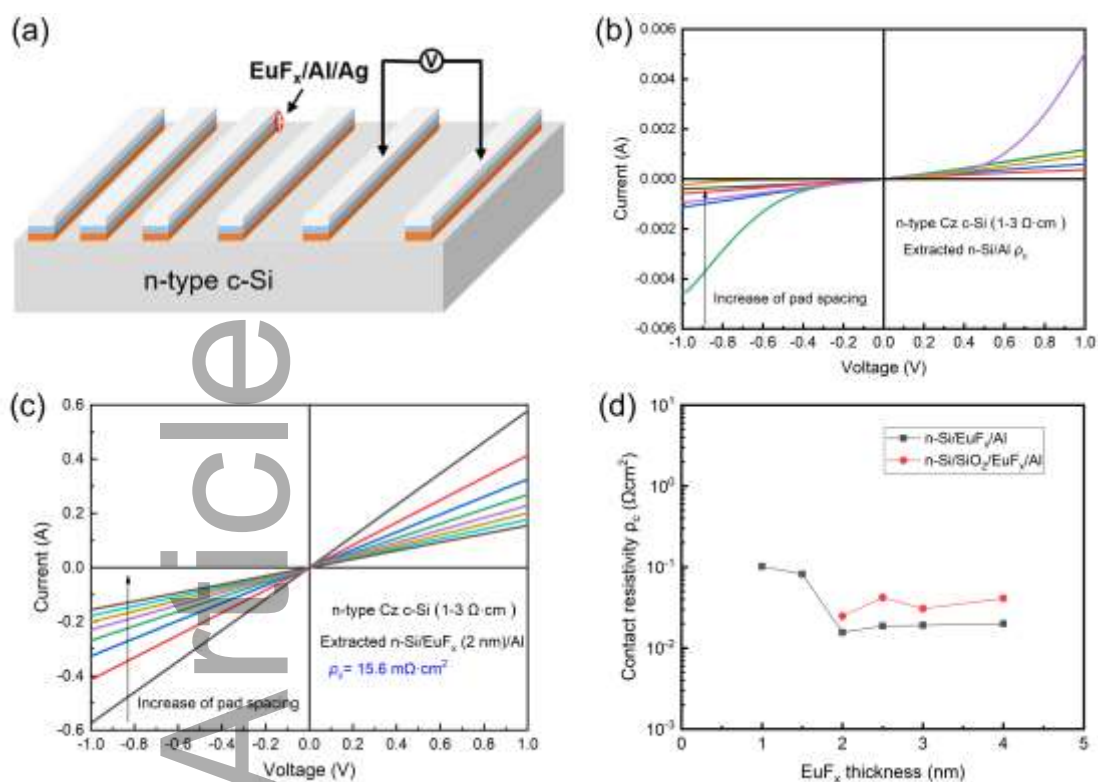 (a)
EuFx/Al/Ag
V
n-type c-Si
(b)
0.006
0.004
0.002
0.000
-0.002
-0.004
-0.006
Current (A)
n-type Cz c-Si (1-3 Ω·cm)
Extracted n-Si/Al ρc
Increase of pad spacing
-1.0 -0.8 -0.6 -0.4 -0.2 0.0 0.2 0.4 0.6 0.8 1.0
Voltage (V)
(c)
0.6
0.4
0.2
0.0
-0.2
-0.4
-0.6
Current (A)
n-type Cz c-Si (1-3 Ω·cm)
Extracted n-Si/EuFx (2 nm)/Al
ρc= 15.6 mΩ·cm2
Increase of pad spacing
-1.0 -0.8 -0.6 -0.4 -0.2 0.0 0.2 0.4 0.6 0.8 1.0
Voltage (V)
(d)
10^1
10^0
10^-1
10^-2
10^-3
Contact resistivity ρc (Ωcm2)
n-Si/EuFx/Al
n-Si/SiO2/EuFx/Al
0 1 2 3 4 5
EuFx thickness (nm)
Article